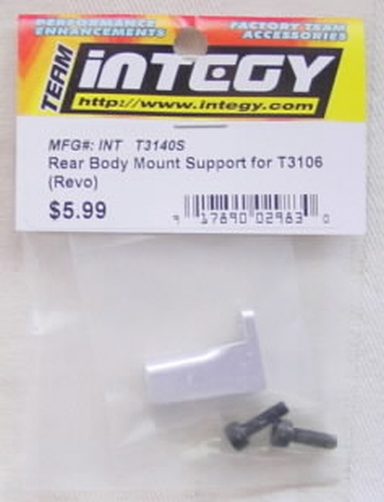 PERFORMANCE ENHANCEMENTS
FACTORY TEAM ACCESSORIES
TEAM
iNTEGY
http://www.integy.com
MFG#: INT T3140S
Rear Body Mount Support for T3106
(Revo)
$5.99
9 17890 02983 0